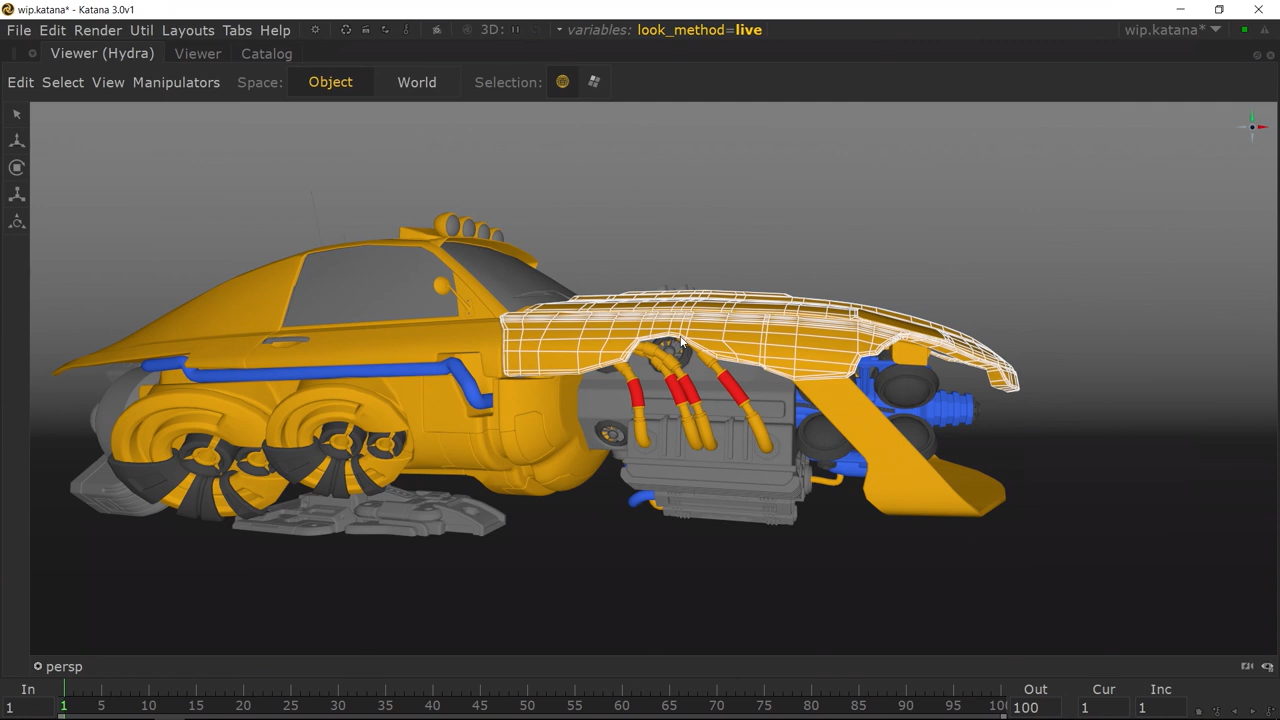 wip.katana* - Katana 3.0v1
File Edit Render Util Layouts Tabs Help 3D: variables: look_method=live wip.katana*
Viewer (Hydra) Viewer Catalog
Edit Select View Manipulators Space: Object World Selection:
persp
In Out Cur Inc
1 1 5 10 15 20 25 30 35 40 45 50 55 60 65 70 75 80 85 90 95 100 1 1